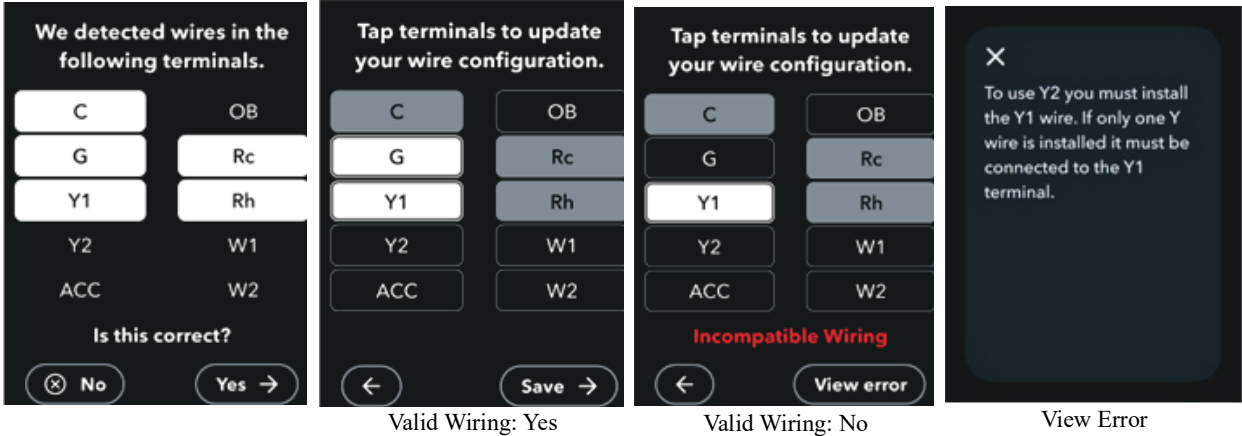 We detected wires in the
following terminals.
C
OB
G
Rc
Y1
Rh
Y2
W1
ACC
W2
Is this correct?
No
Yes →
Tap terminals to update
your wire configuration.
C
OB
G
Rc
Y1
Rh
Y2
W1
ACC
W2
←
Save →
Valid Wiring: Yes
Tap terminals to update
your wire configuration.
C
OB
G
Rc
Y1
Rh
Y2
W1
ACC
W2
Incompatible Wiring
←
View error
Valid Wiring: No
To use Y2 you must install
the Y1 wire. If only one Y
wire is installed it must be
connected to the Y1
terminal.
View Error